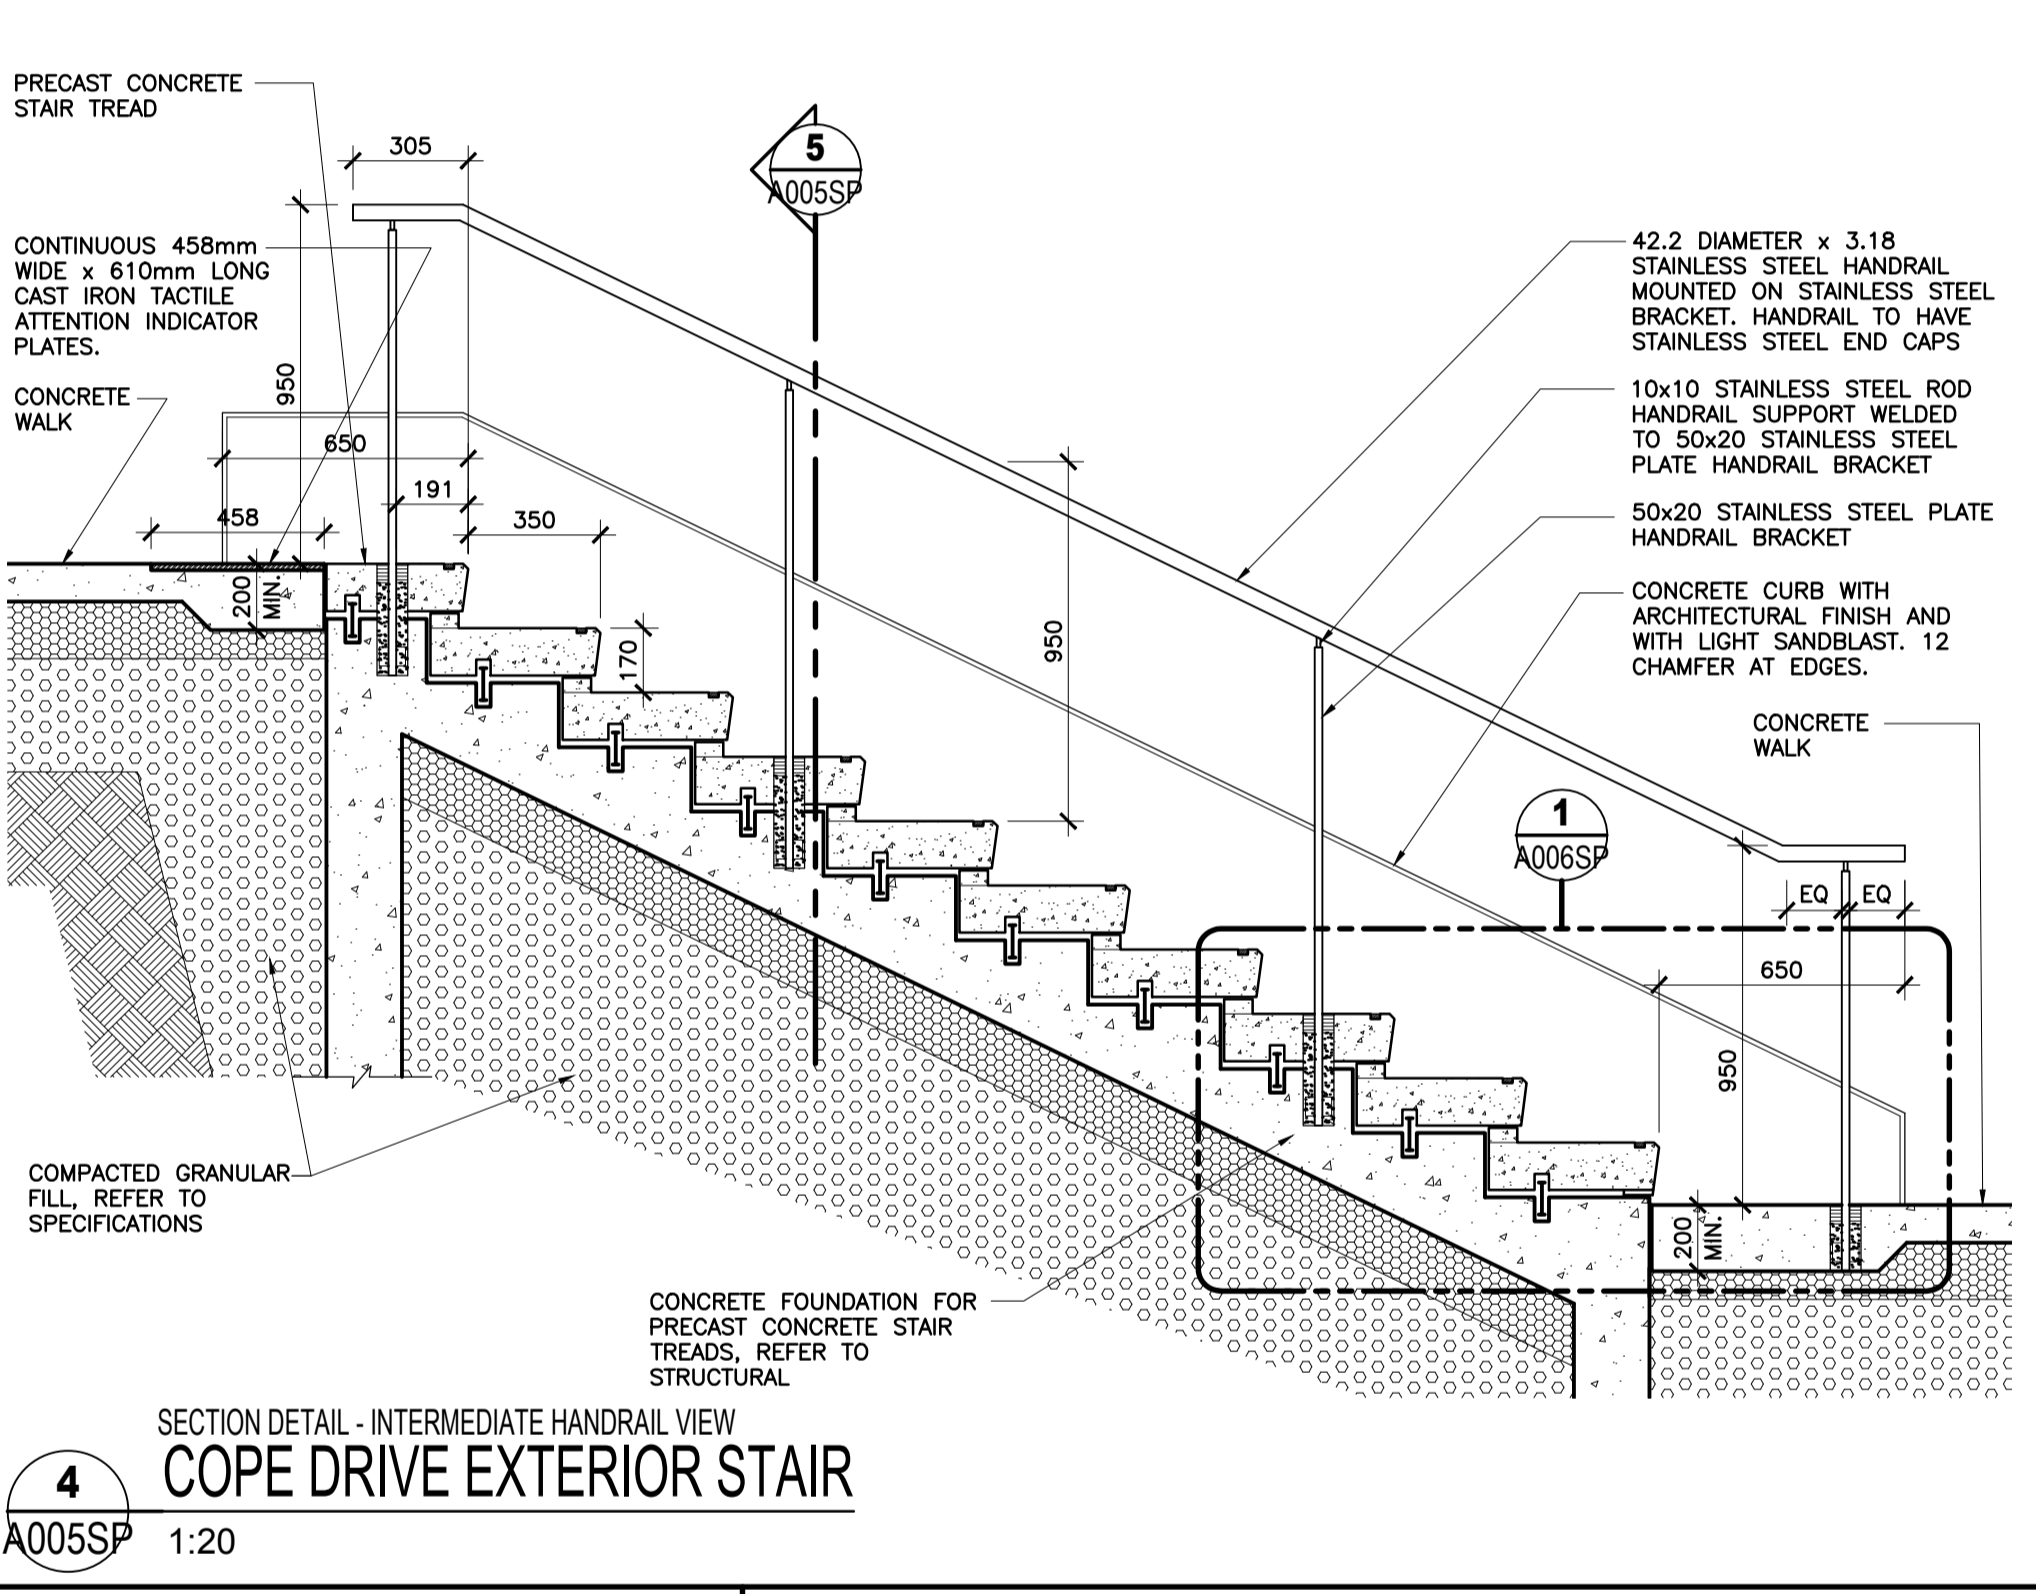 PRECAST CONCRETE
STAIR TREAD
305
5
A005SP
CONTINUOUS 458mm
WIDE x 610mm LONG
CAST IRON TACTILE
ATTENTION INDICATOR
PLATES.
950
CONCRETE
WALK
650
191
458
350
200
MIN.
170
950
42.2 DIAMETER x 3.18
STAINLESS STEEL HANDRAIL
MOUNTED ON STAINLESS STEEL
BRACKET. HANDRAIL TO HAVE
STAINLESS STEEL END CAPS
10x10 STAINLESS STEEL ROD
HANDRAIL SUPPORT WELDED
TO 50x20 STAINLESS STEEL
PLATE HANDRAIL BRACKET
50x20 STAINLESS STEEL PLATE
HANDRAIL BRACKET
CONCRETE CURB WITH
ARCHITECTURAL FINISH AND
WITH LIGHT SANDBLAST. 12
CHAMFER AT EDGES.
CONCRETE
WALK
1
A006SP
EQ EQ
650
950
200
MIN.
COMPACTED GRANULAR
FILL, REFER TO
SPECIFICATIONS
CONCRETE FOUNDATION FOR
PRECAST CONCRETE STAIR
TREADS, REFER TO
STRUCTURAL
SECTION DETAIL - INTERMEDIATE HANDRAIL VIEW
COPE DRIVE EXTERIOR STAIR
4
A005SP
1:20